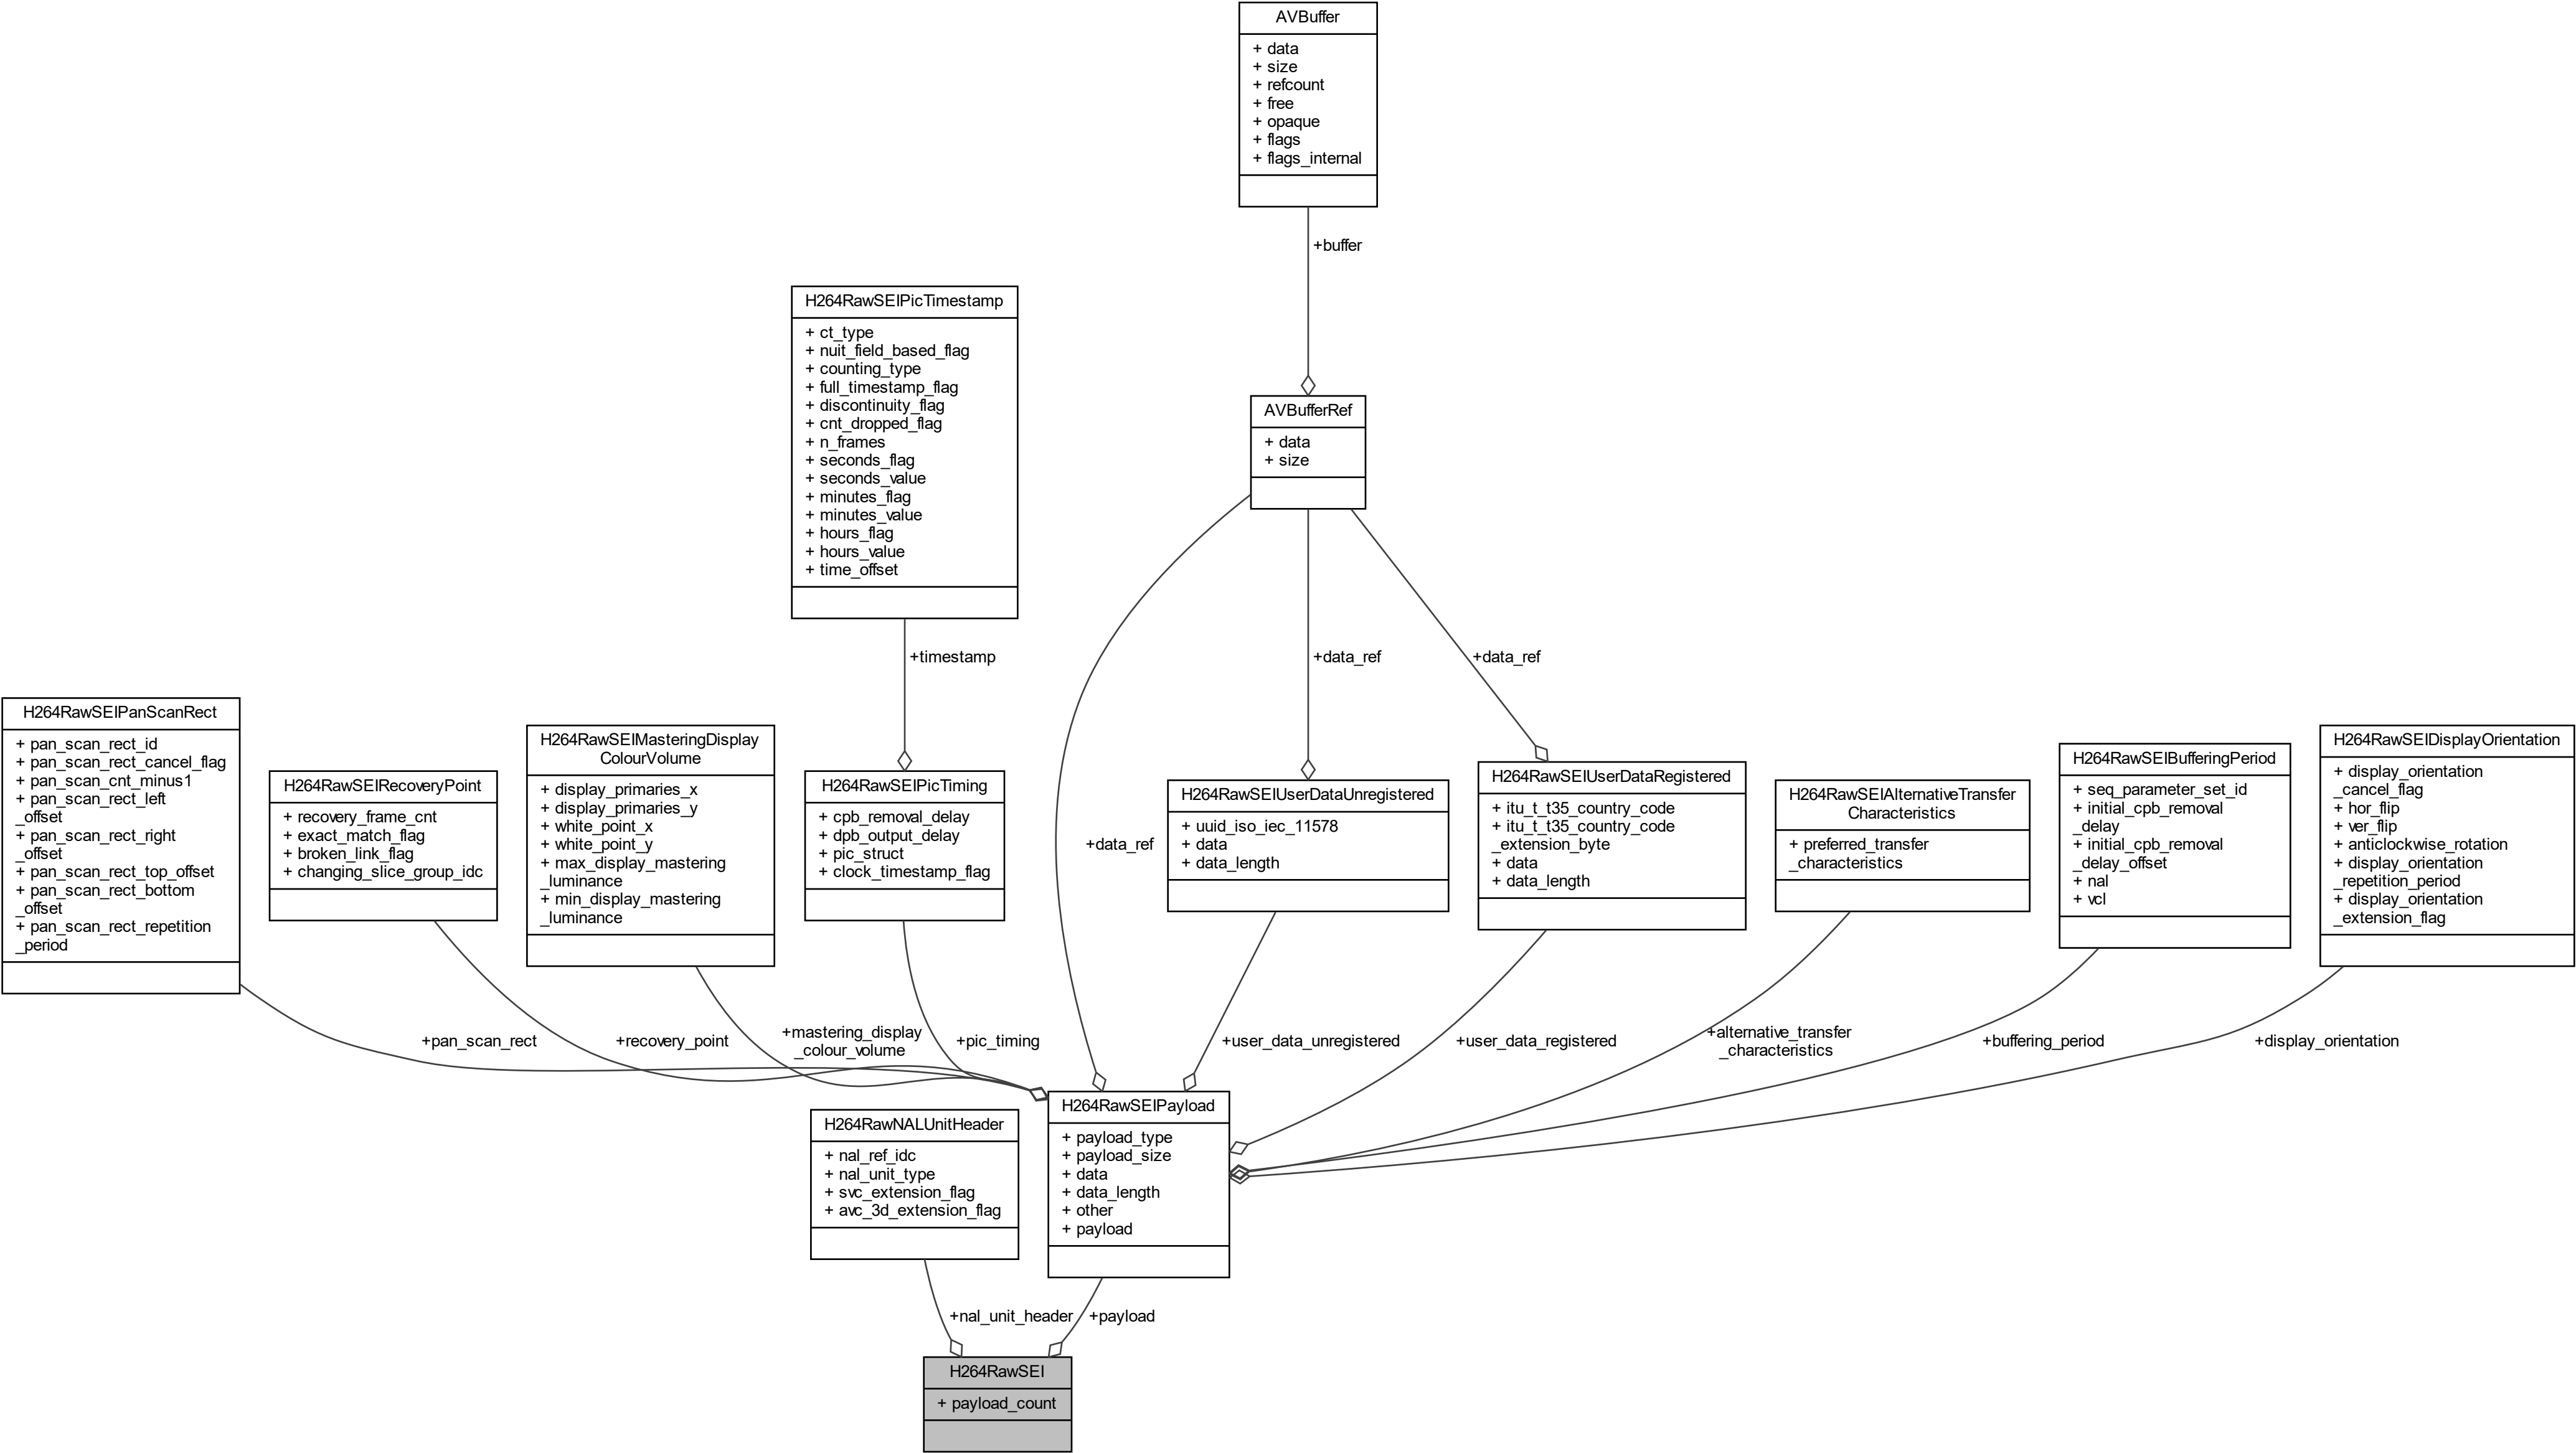 AVBuffer
+ data
+ size
+ refcount
+ free
+ opaque
+ flags
+ flags_internal
+buffer
H264RawSEIPicTimestamp
+ ct_type
+ nuit_field_based_flag
+ counting_type
+ full_timestamp_flag
+ discontinuity_flag
+ cnt_dropped_flag
+ n_frames
+ seconds_flag
+ seconds_value
+ minutes_flag
+ minutes_value
+ hours_flag
+ hours_value
+ time_offset
AVBufferRef
+ data
+ size
+timestamp
+data_ref
+data_ref
H264RawSEIPanScanRect
+ pan_scan_rect_id
+ pan_scan_rect_cancel_flag
+ pan_scan_cnt_minus1
+ pan_scan_rect_left
_offset
+ pan_scan_rect_right
_offset
+ pan_scan_rect_top_offset
+ pan_scan_rect_bottom
_offset
+ pan_scan_rect_repetition
_period
H264RawSEIRecoveryPoint
+ recovery_frame_cnt
+ exact_match_flag
+ broken_link_flag
+ changing_slice_group_idc
H264RawSEIMasteringDisplay
ColourVolume
+ display_primaries_x
+ display_primaries_y
+ white_point_x
+ white_point_y
+ max_display_mastering
_luminance
+ min_display_mastering
_luminance
H264RawSEIPicTiming
+ cpb_removal_delay
+ dpb_output_delay
+ pic_struct
+ clock_timestamp_flag
+data_ref
H264RawSEIUserDataUnregistered
+ uuid_iso_iec_11578
+ data
+ data_length
H264RawSEIUserDataRegistered
+ itu_t_t35_country_code
+ itu_t_t35_country_code
_extension_byte
+ data
+ data_length
H264RawSEIAlternativeTransfer
Characteristics
+ preferred_transfer
_characteristics
H264RawSEIBufferingPeriod
+ seq_parameter_set_id
+ initial_cpb_removal
_delay
+ initial_cpb_removal
_delay_offset
+ nal
+ vcl
H264RawSEIDisplayOrientation
+ display_orientation
_cancel_flag
+ hor_flip
+ ver_flip
+ anticlockwise_rotation
+ display_orientation
_repetition_period
+ display_orientation
_extension_flag
+pan_scan_rect
+recovery_point
+mastering_display
_colour_volume
+pic_timing
+user_data_unregistered
+user_data_registered
+alternative_transfer
_characteristics
+buffering_period
+display_orientation
H264RawNALUnitHeader
+ nal_ref_idc
+ nal_unit_type
+ svc_extension_flag
+ avc_3d_extension_flag
H264RawSEIPayload
+ payload_type
+ payload_size
+ data
+ data_length
+ other
+ payload
+nal_unit_header
+payload
H264RawSEI
+ payload_count